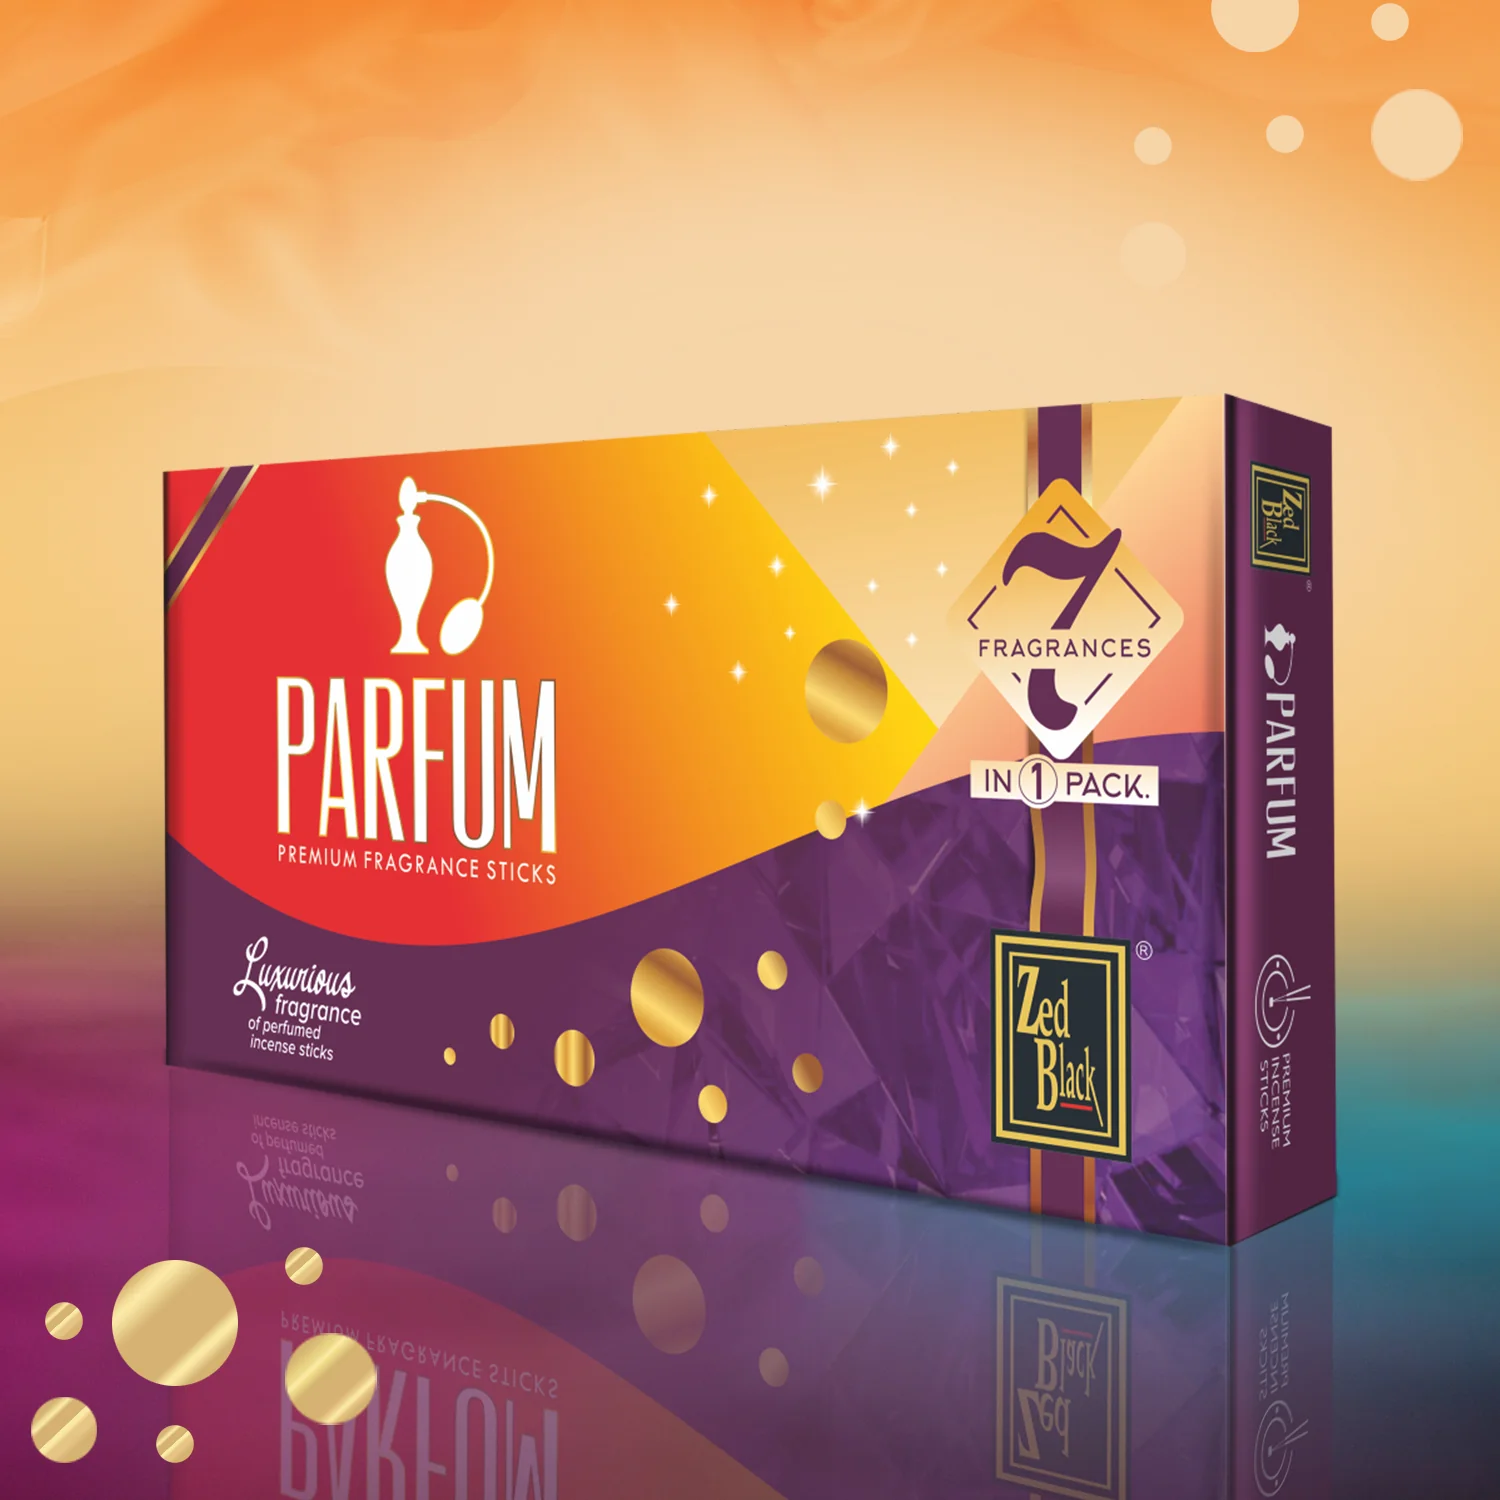 PARFUM
PREMIUM FRAGRANCE STICKS
Luxurious
fragrance
of perfumed
incense sticks
7
FRAGRANCES
IN 1 PACK.
Zed
Black
®
Zed
Black
®
PARFUM
PREMIUM
INCENSE
STICKS